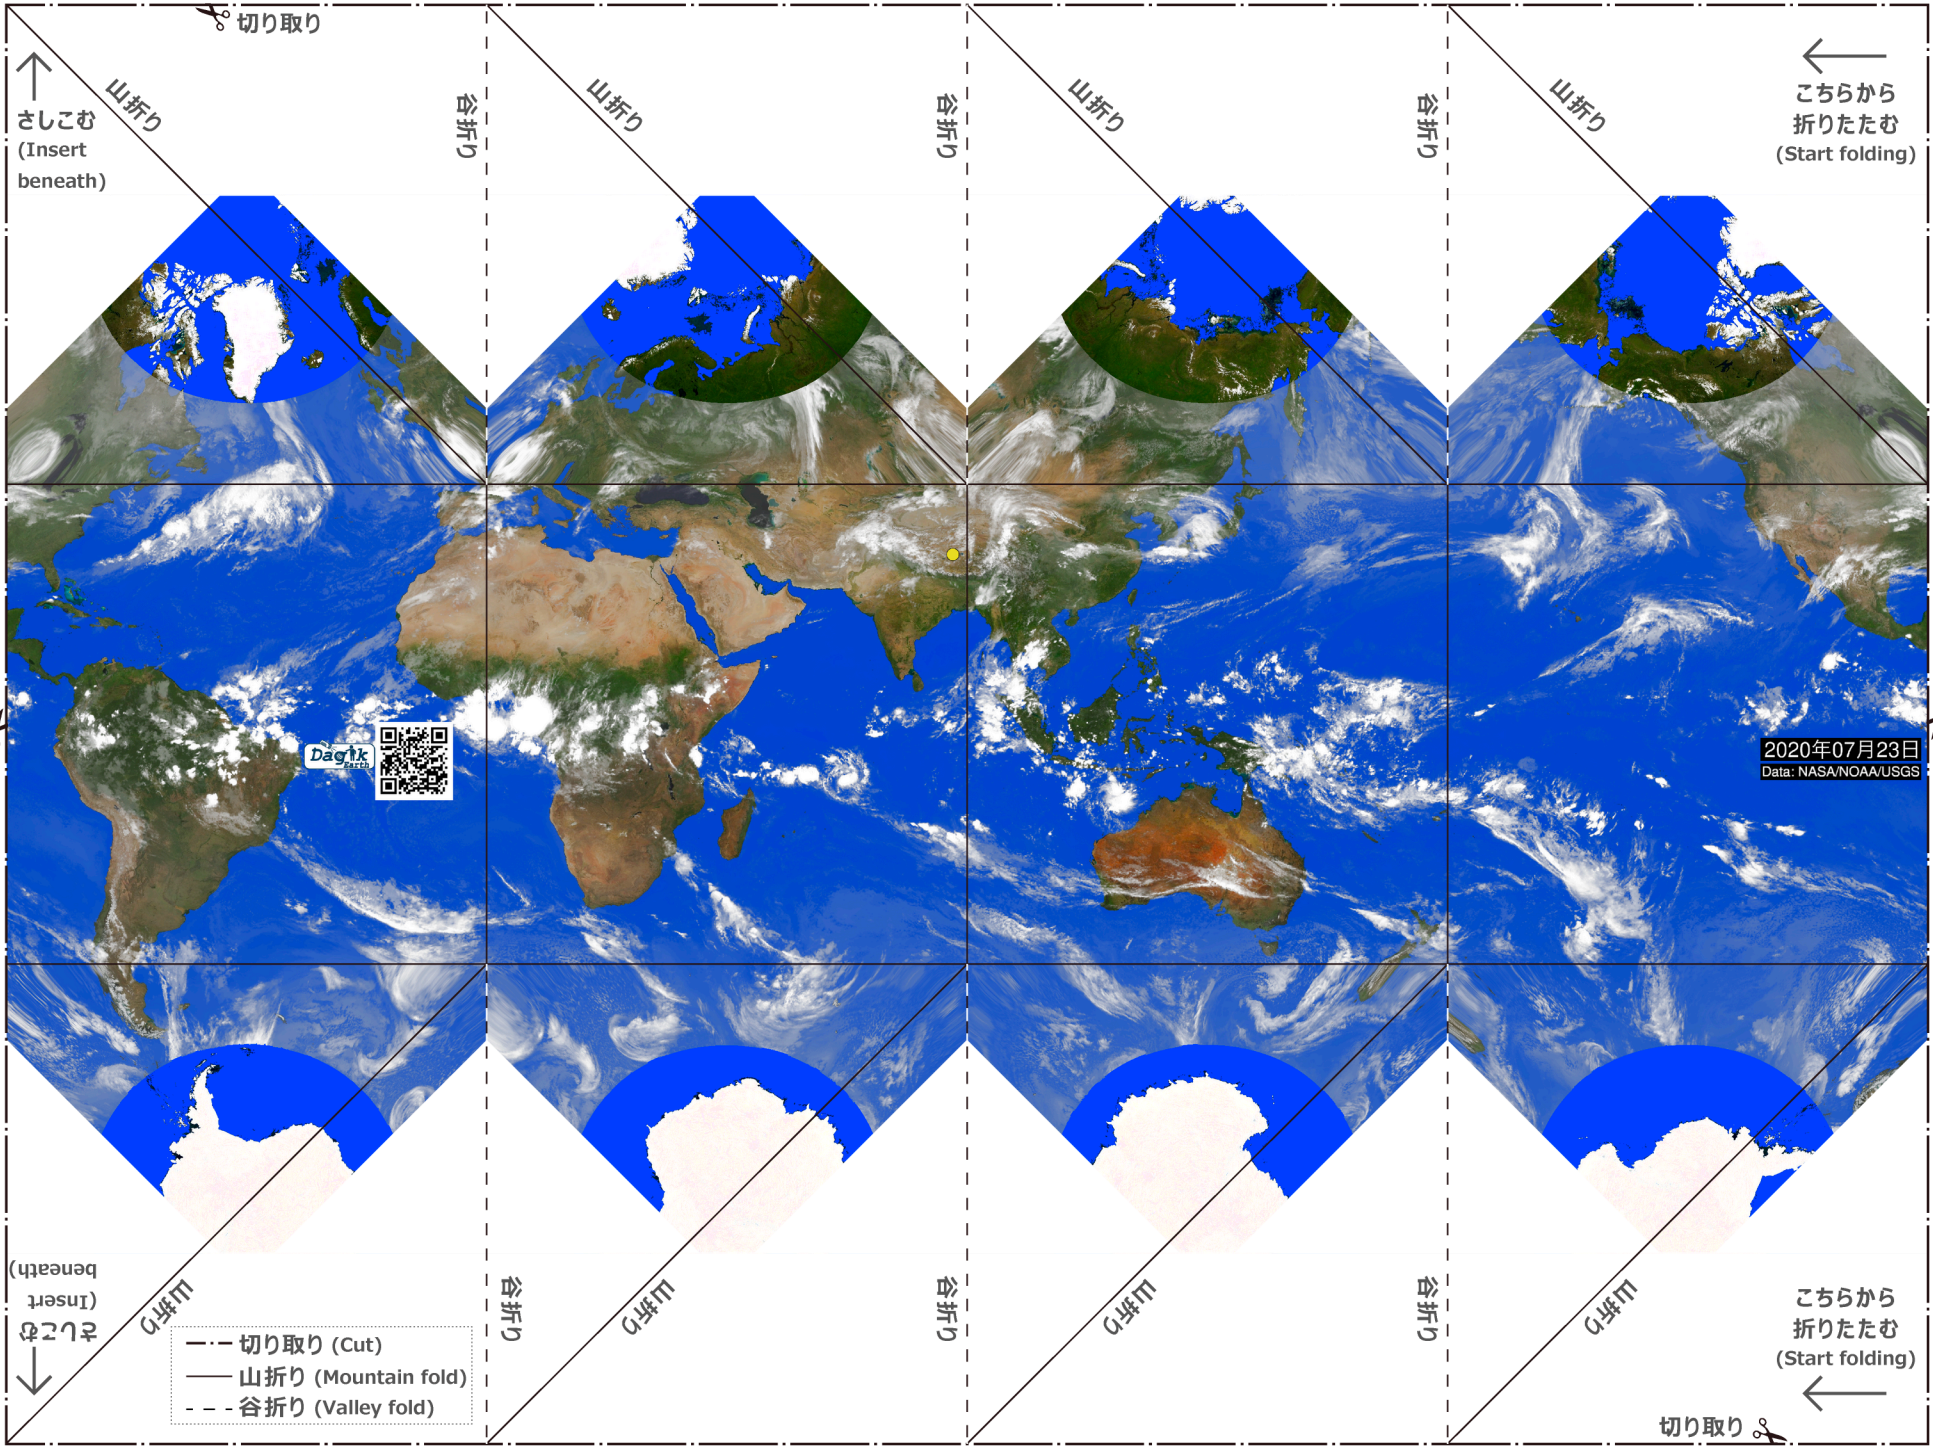 切り取り
山折り
谷折り
山折り
谷折り
山折り
谷折り
山折り
さしこむ
(Insert
beneath)
こちらから
折りたたむ
(Start folding)
Dagik
Earth
2020年07月23日
Data: NASA/NOAA/USGS
さしこむ
(Insert
beneath)
山折り
谷折り
山折り
谷折り
山折り
谷折り
山折り
切り取り (Cut)
山折り (Mountain fold)
谷折り (Valley fold)
こちらから
折りたたむ
(Start folding)
切り取り